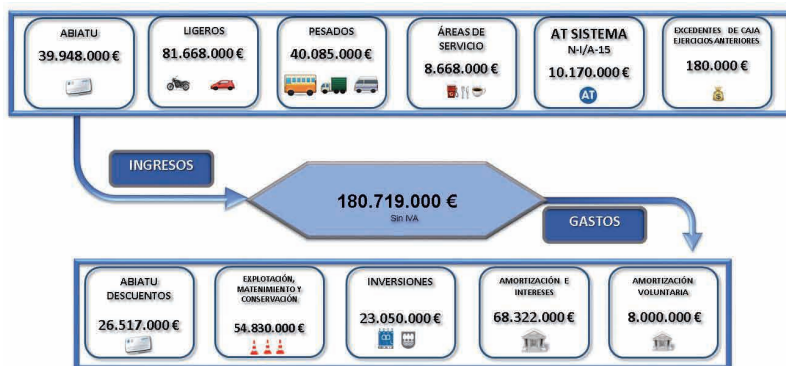 ABIATU
39.948.000 €
LIGEROS
81.668.000 €
PESADOS
40.085.000 €
ÁREAS DE
SERVICIO
8.668.000 €
AT SISTEMA
N-I/A-15
10.170.000 €
AT
EXCEDENTES DE CAJA
EJERCICIOS ANTERIORES
180.000 €
INGRESOS
180.719.000 €
Sin IVA
GASTOS
ABIATU
DESCUENTOS
26.517.000 €
EXPLOTACIÓN,
MATENIMIENTO Y
CONSERVACIÓN
54.830.000 €
INVERSIONES
23.050.000 €
AMORTIZACIÓN E
INTERESES
68.322.000 €
AMORTIZACIÓN
VOLUNTARIA
8.000.000 €